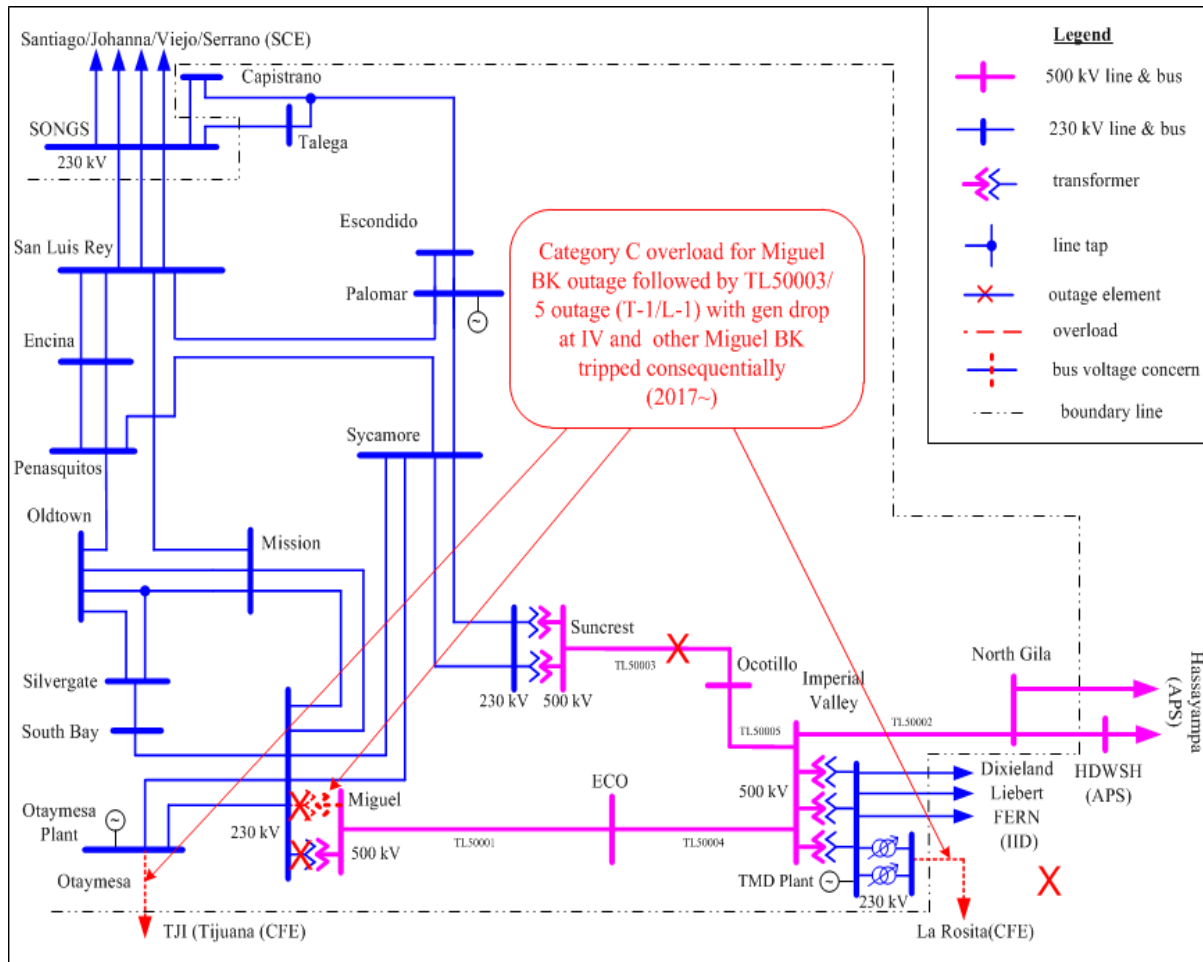 Santiago/Johanna/Viejo/Serrano (SCE)
Capistrano
SONGS
230 kV
Talega
Escondido
San Luis Rey
Palomar
~
Encina
Sycamore
Penasquitos
Oldtown
Mission
Category C overload for Miguel
BK outage followed by TL50003/
5 outage (T-1/L-1) with gen drop
at IV and other Miguel BK
tripped consequentially
(2017~)
Legend
500 kV line & bus
230 kV line & bus
transformer
line tap
outage element
overload
bus voltage concern
boundary line
Suncrest
TL50003
230 kV
500 kV
Ocotillo
Imperial
Valley
TL50005
TL50002
North Gila
Hassayampa
(APS)
HDWSH
(APS)
Silvergate
South Bay
ECO
500 kV
Dixieland
Liebert
FERN
(IID)
Otaymesa
Plant
~
Miguel
230 kV
500 kV
TL50001
TL50004
Otaymesa
TMD Plant
~
230 kV
TJI (Tijuana (CFE)
La Rosita(CFE)